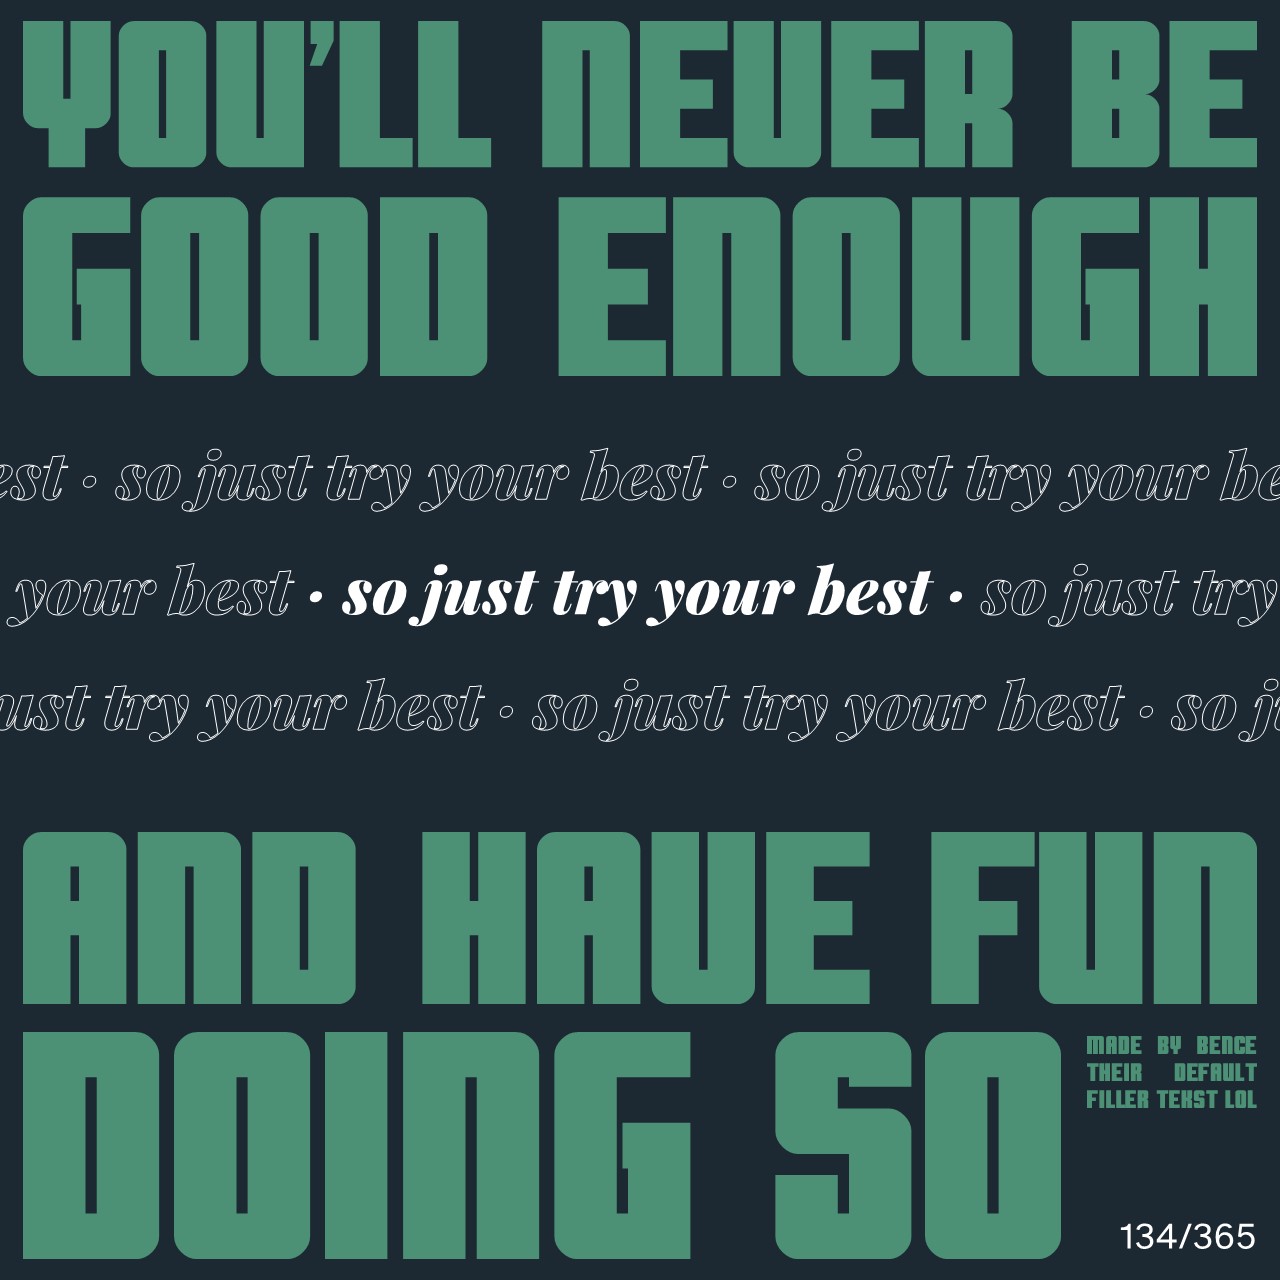 YOU'LL NEVER BE
GOOD ENOUGH
est · so just try your best · so just try your be
your best · so just try your best · so just try
ust try your best · so just try your best · so j
AND HAVE FUN
DOING SO
MADE BY BENCE
THEIR DEFAULT
FILLER TEKST LOL
134/365